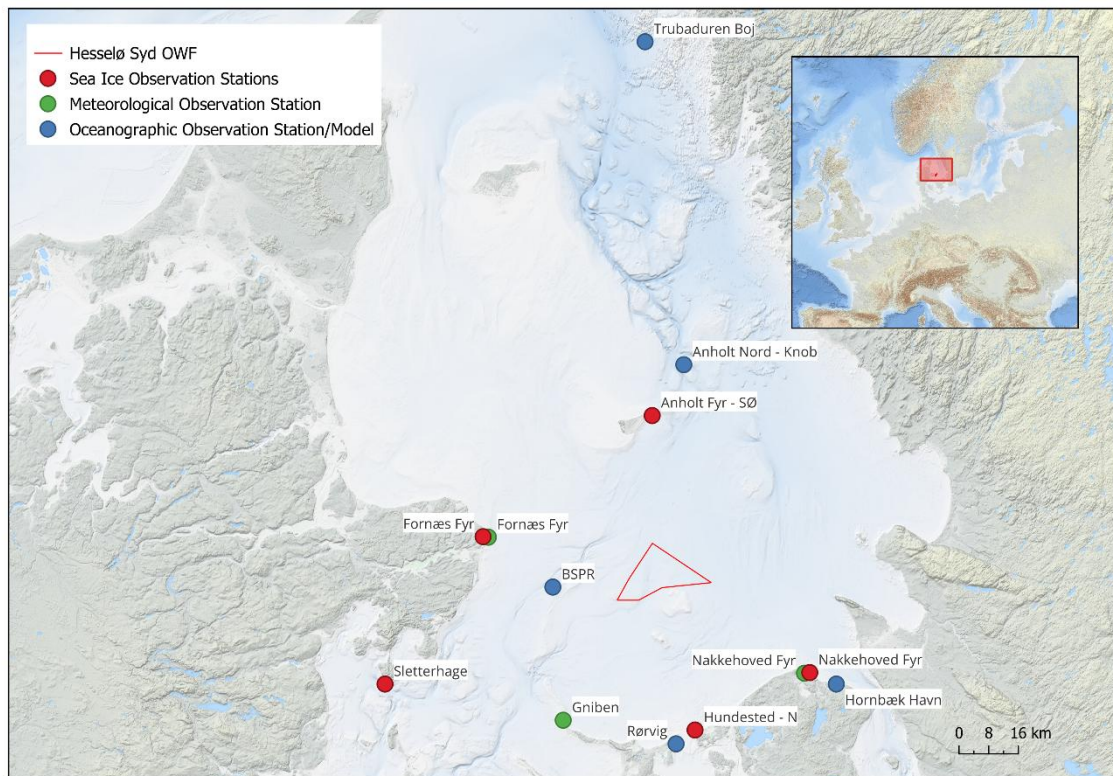 Trubaduren Boj
Hesselø Syd OWF
Sea Ice Observation Stations
Meteorological Observation Station
Oceanographic Observation Station/Model
Anholt Nord - Knob
Anholt Fyr - SØ
Fornæs Fyr
Fornæs Fyr
BSPR
Nakkehoved Fyr
Nakkehoved Fyr
Sletterhage
Hornbæk Havn
Gniben
Hundested - N
Rørvig
0 8 16 km